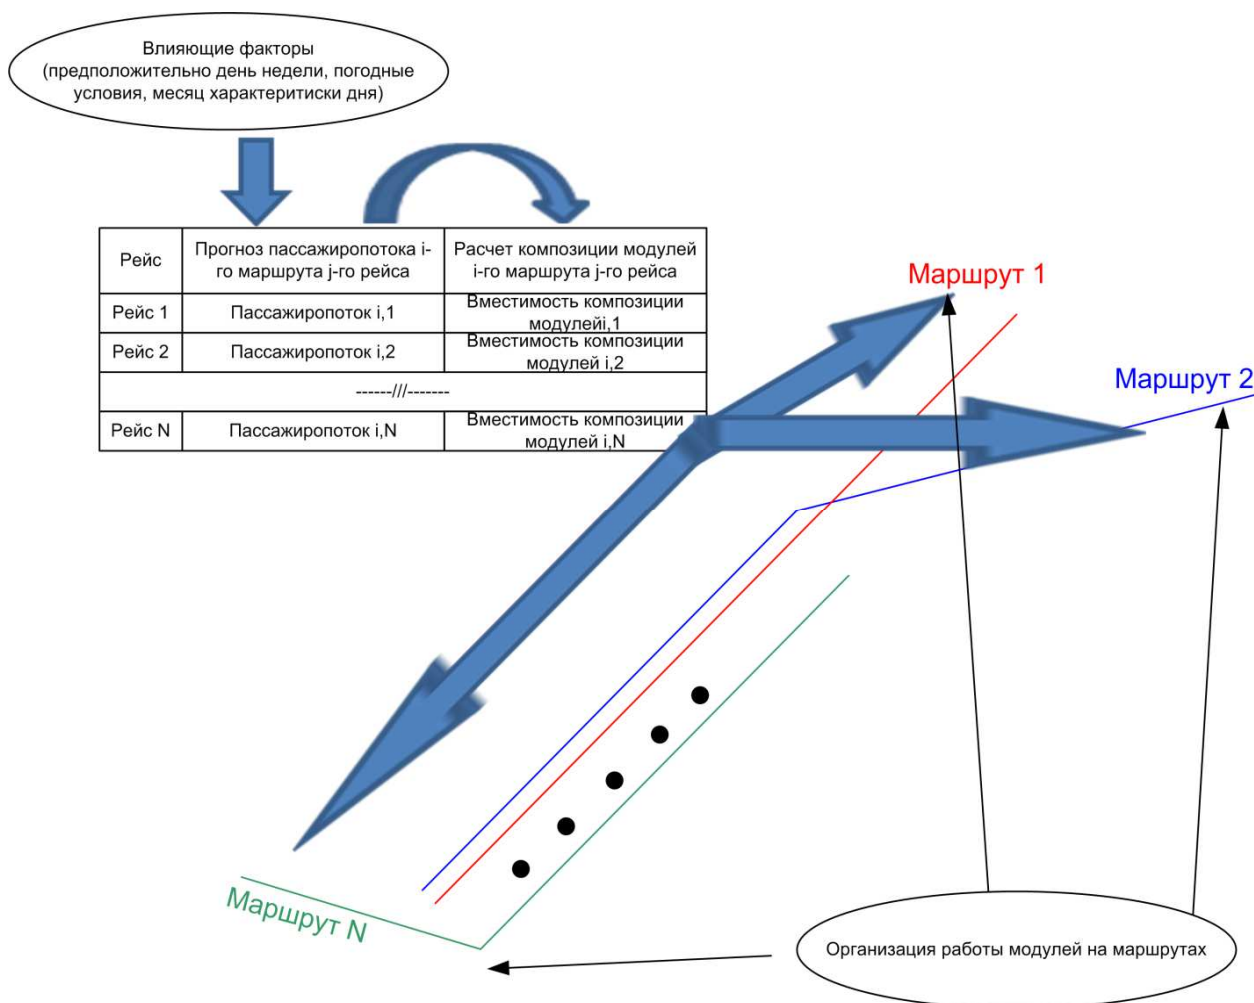 Влияющие факторы
(предположительно день недели, погодные
условия, месяц характеритиски дня)
Рейс
Прогноз пассажиропотока i-
го маршрута j-го рейса
Расчет композиции модулей
i-го маршрута j-го рейса
Рейс 1
Пассажиропоток i,1
Вместимость композиции
модулейi,1
Рейс 2
Пассажиропоток i,2
Вместимость композиции
модулей i,2
------///-------
Рейс N
Пассажиропоток i,N
Вместимость композиции
модулей i,N
Маршрут 1
Маршрут 2
Маршрут N
Организация работы модулей на маршрутах